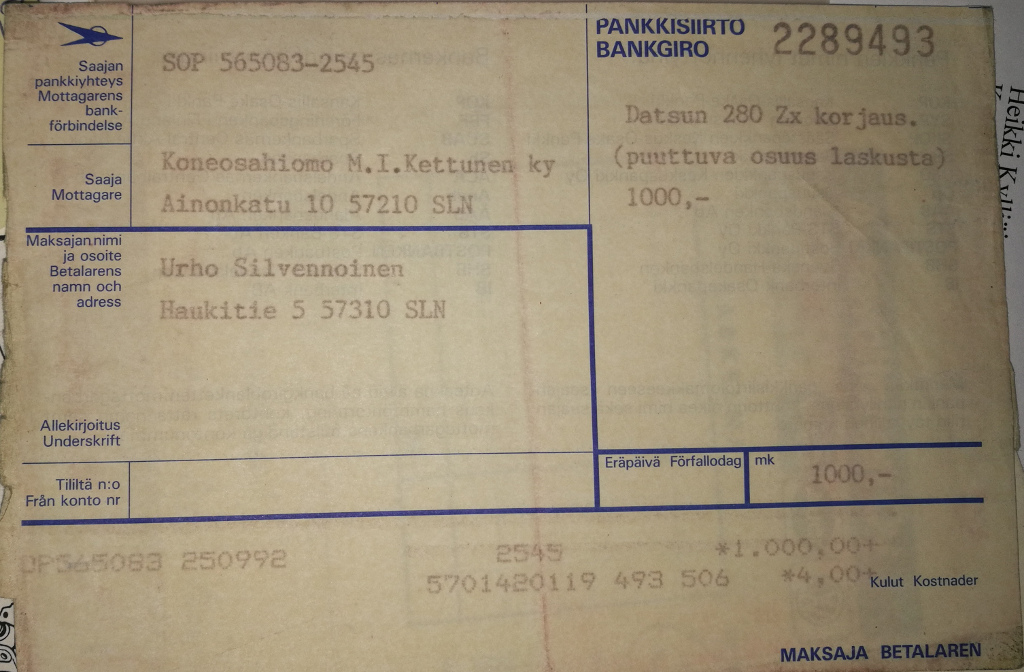 PANKKISIIRTO
BANKGIRO
2289493
Saajan
pankkiyhteys
Mottagarens
bank-
förbindelse
SOP 565083-2545
Datsun 280 Zx korjaus.
(puuttuva osuus laskusta)
1000,-
Saaja
Mottagare
Koneosahiomo M.I.Kettunen ky
Ainonkatu 10 57210 SLN
Maksajan nimi
ja osoite
Betalarens
namn och
adress
Urho Silvennoinen
Haukitie 5 57310 SLN
Allekirjoitus
Underskrift
Tililtä n:o
Från konto nr
Eräpäivä Förfallodag
mk
1000,-
OP565083 250992 2545 *1.000,00+
5701420119 493 506 *4,00+
Kulut Kostnader
MAKSAJA BETALAREN
Heikki